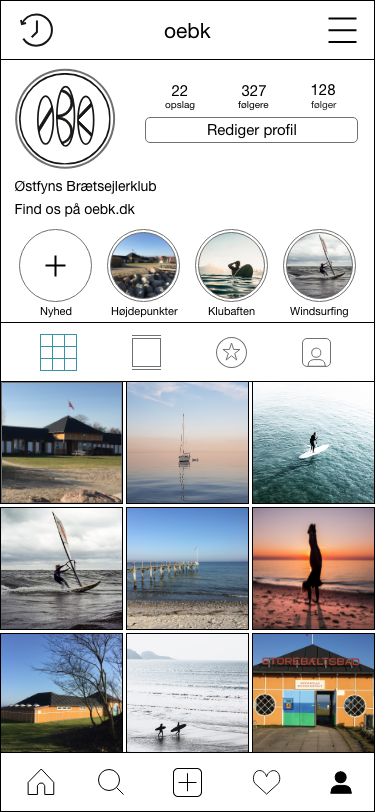 oebk
ØBK
22 327 128
opslag følgere følger
Rediger profil
Østfyns Brætsejlerklub
Find os på oebk.dk
Nyhed Højdepunkter Klubaften Windsurfing
STOREBÆLTSBAD